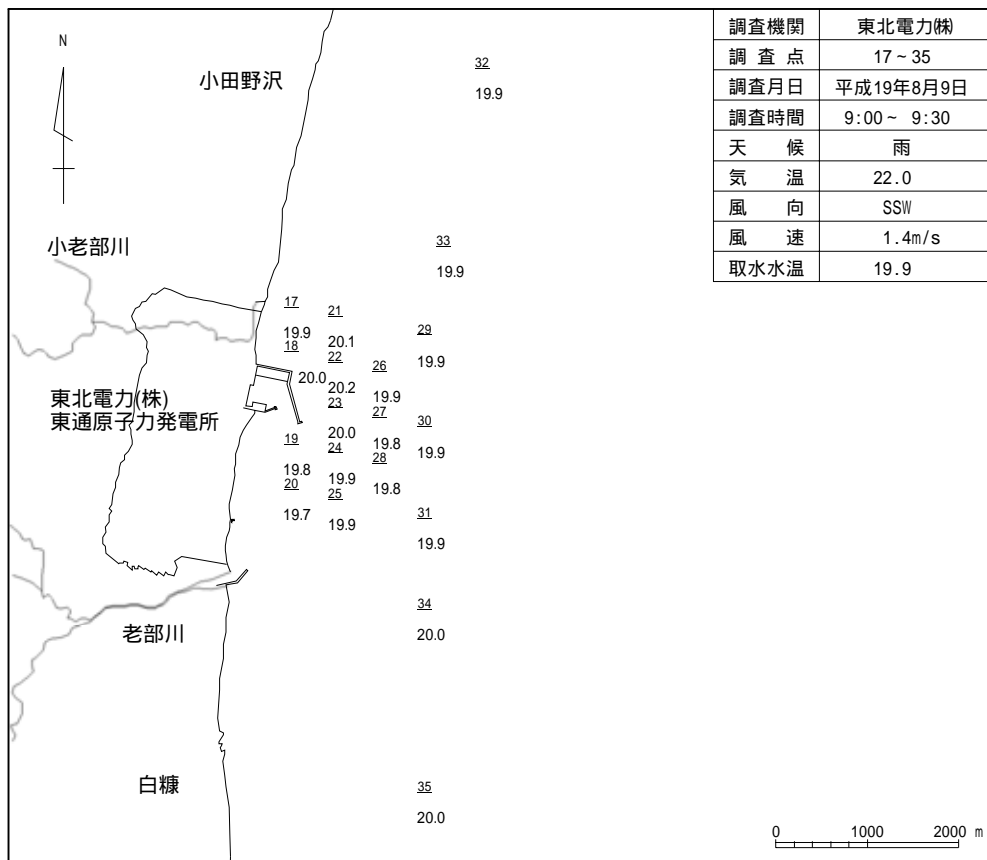 調査機関 東北電力㈱
調査点 17~35
調査月日 平成19年8月9日
調査時間 9:00~ 9:30
天候 雨
気温 22.0
風向 SSW
風速 1.4m/s
取水水温 19.9
N
小田野沢
32
19.9
小老部川
33
19.9
17
19.9
21
20.1
29
19.9
18
20.0
22
20.2
26
19.9
東北電力(株)
東通原子力発電所
23
20.0
27
19.8
30
19.9
19
19.8
24
19.9
28
19.8
20
19.7
25
19.9
31
19.9
34
20.0
老部川
白糠
35
20.0
0 1000 2000 m